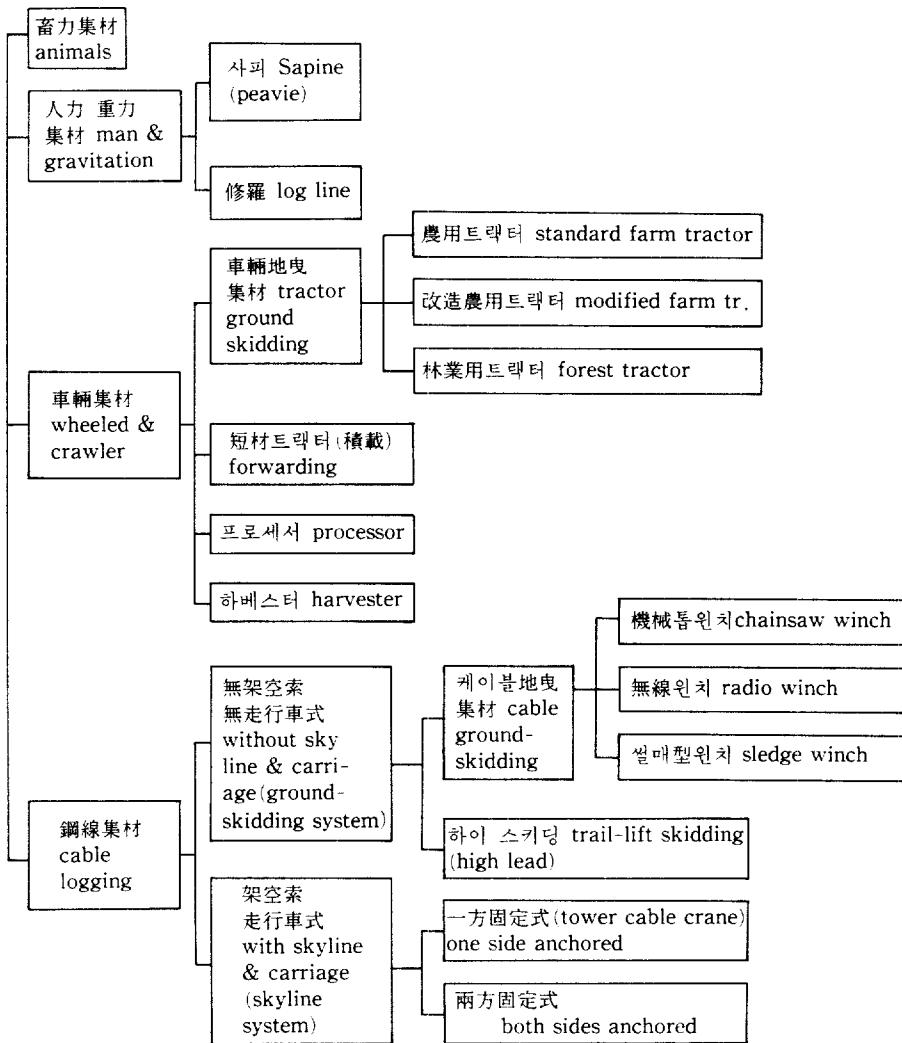 畜力集材
animals
人力 重力
集材 man &
gravitation
사피 Sapine
(peavie)
修羅 log line
車輛集材
wheeled &
crawler
車輛地曳
集材 tractor
ground
skidding
農用트랙터 standard farm tractor
改造農用트랙터 modified farm tr.
林業用트랙터 forest tractor
短材트랙터(積載)
forwarding
프로세서 processor
하베스터 harvester
鋼線集材
cable
logging
無架空索
無走行車式
without sky
line & carri-
age(ground-
skidding system)
케이블地曳
集材 cable
ground-
skidding
機械톱윈치chainsaw winch
無線윈치 radio winch
썰매型윈치 sledge winch
하이 스키딩 trail-lift skidding
(high lead)
架空索
走行車式
with skyline
& carriage
(skyline
system)
一方固定式(tower cable crane)
one side anchored
兩方固定式
both sides anchored